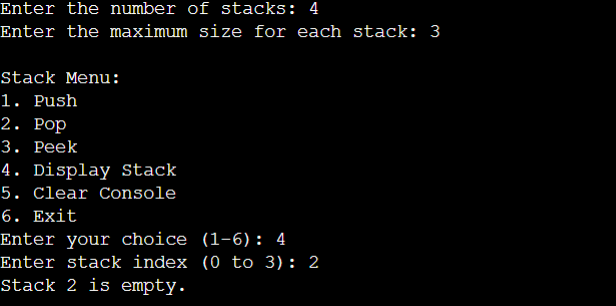 Enter the number of stacks: 4
Enter the maximum size for each stack: 3
Stack Menu:
1. Push
2. Pop
3. Peek
4. Display Stack
5. Clear Console
6. Exit
Enter your choice (1-6): 4
Enter stack index (0 to 3): 2
Stack 2 is empty.